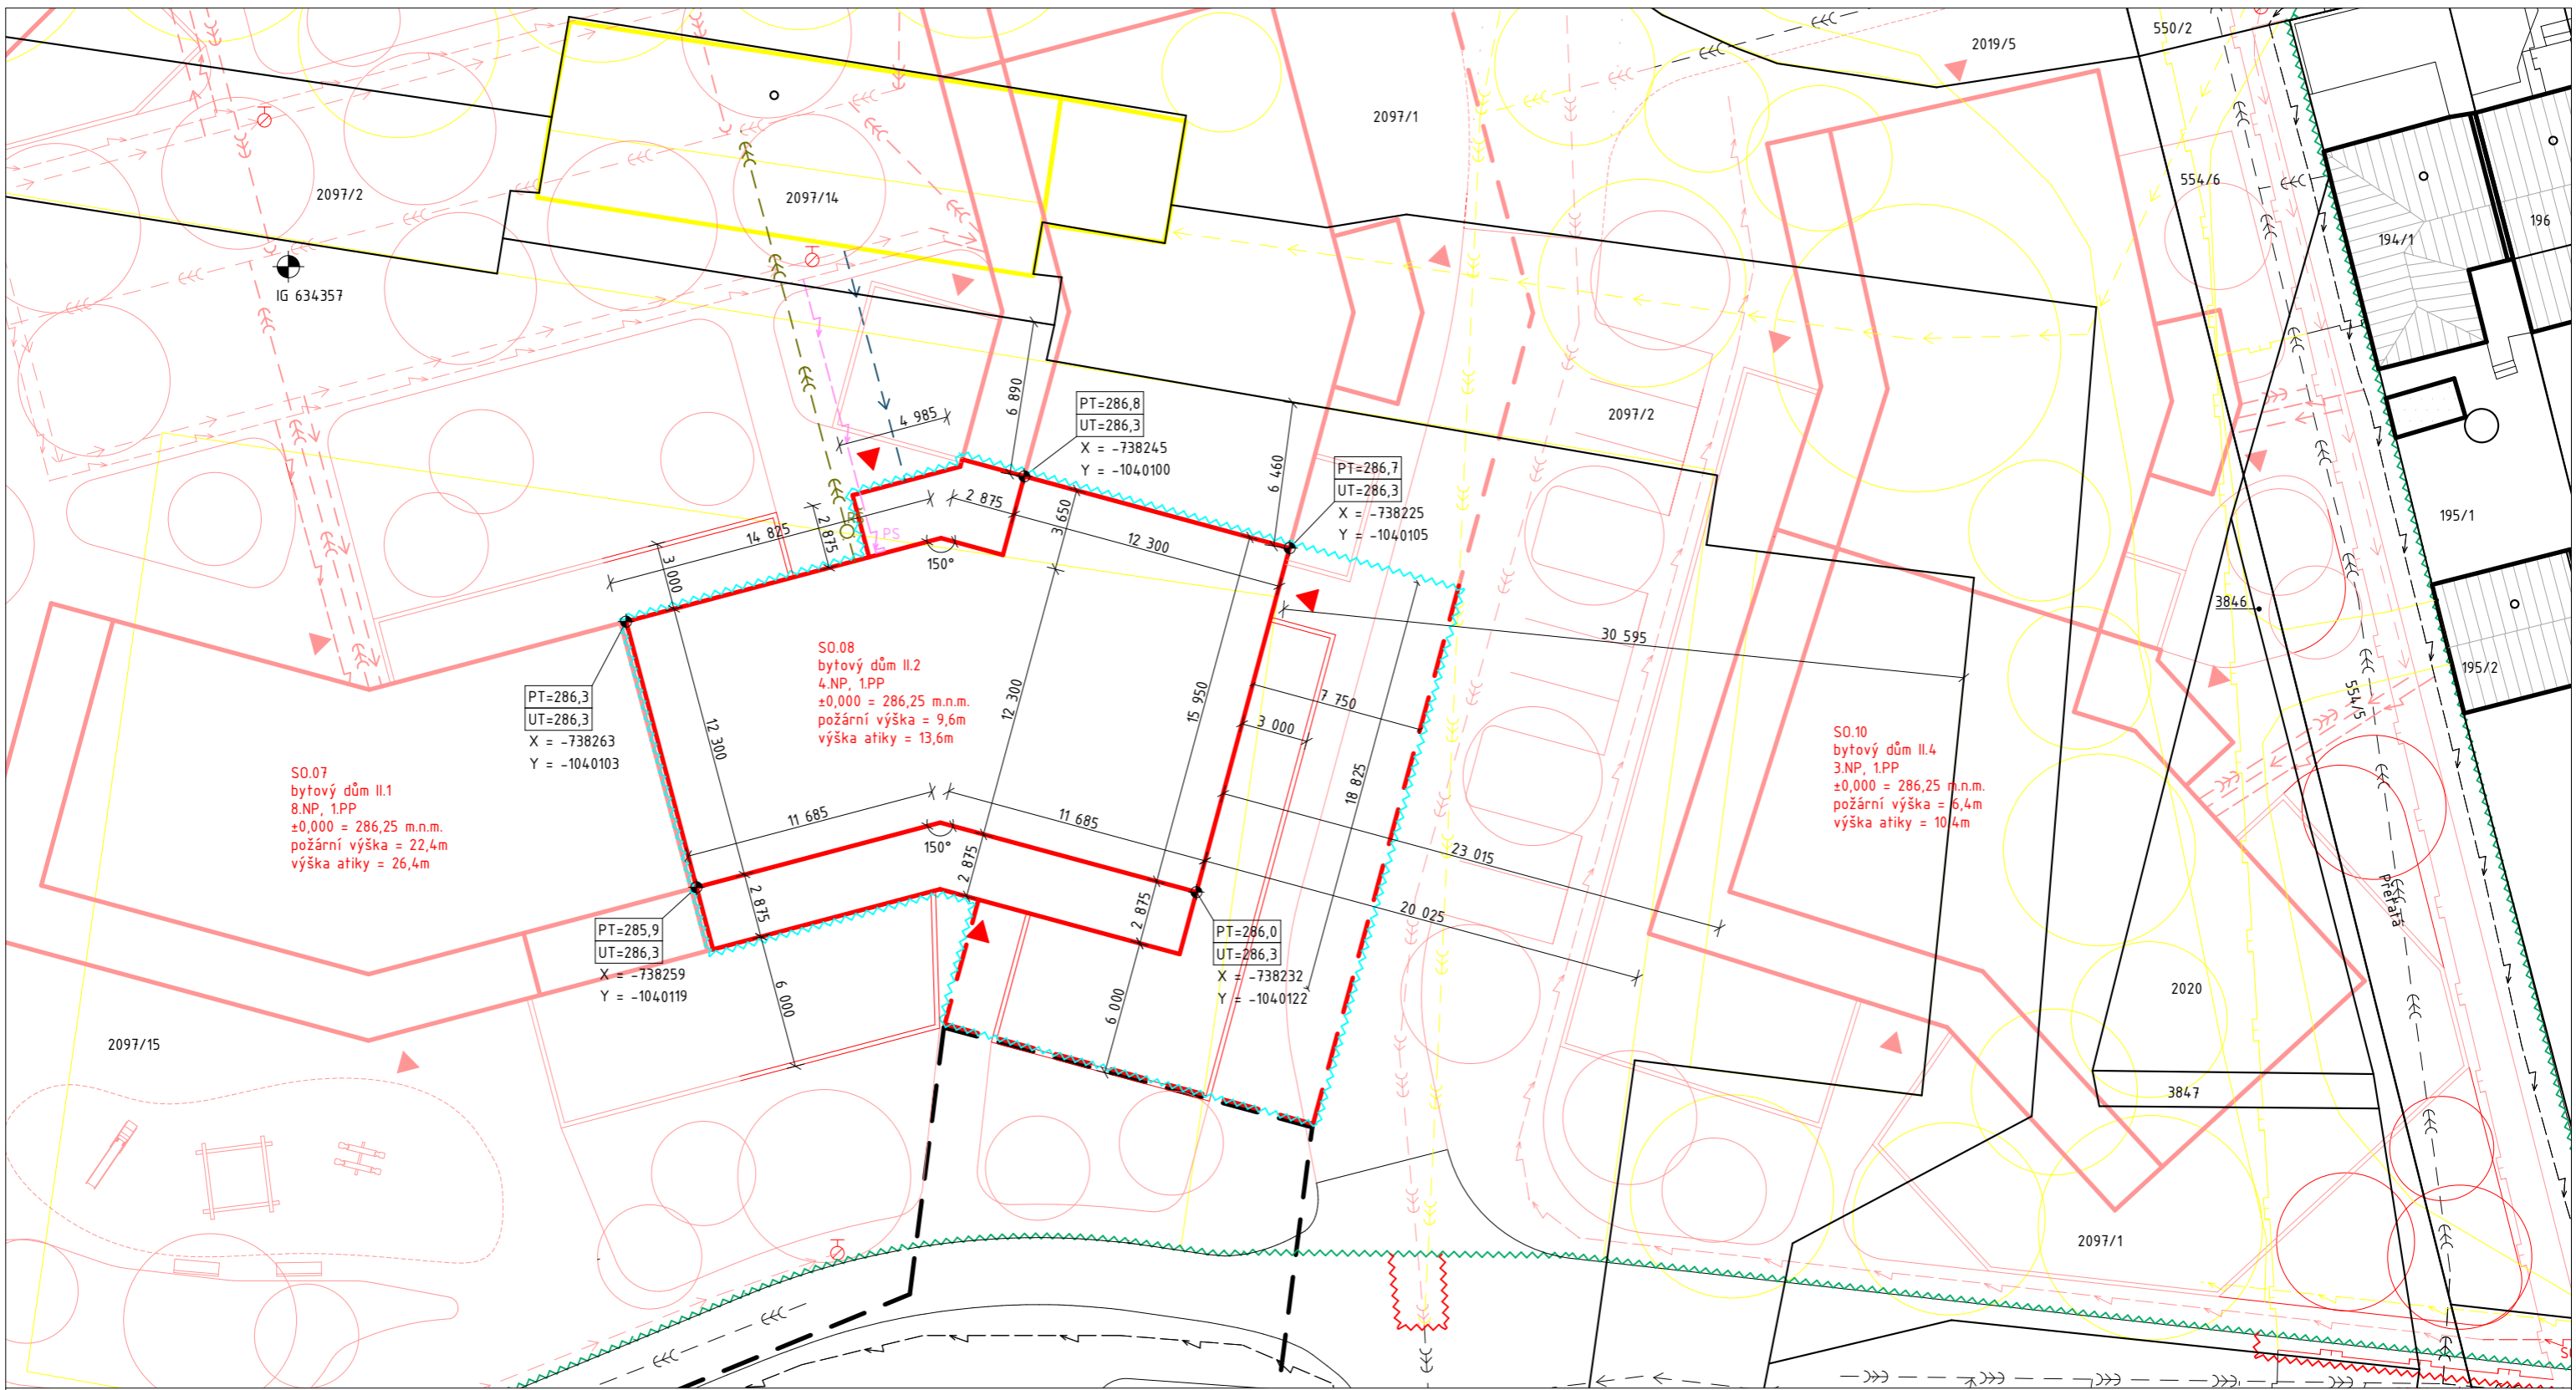 550/2
2019/5
2097/1
554/6
2097/2
2097/14
196
194/1
IG 634357
6 890
4 985
PT=286,8
UT=286,3
X = -738245
Y = -1040100
2097/2
6 460
PT=286,7
UT=286,3
X = -738225
Y = -1040105
2 875
3 650
14 825
2 875
PS
12 300
195/1
3 000
150°
3846
30 595
195/2
SO.08
bytový dům II.2
4.NP, 1.PP
±0,000 = 286,25 m.n.m.
požární výška = 9,6m
výška atiky = 13,6m
PT=286,3
UT=286,3
X = -738263
Y = -1040103
12 300
12 300
15 950
7 750
3 000
554/5
SO.10
bytový dům II.4
3.NP, 1.PP
±0,000 = 286,25 m.n.m.
požární výška = 6,4m
výška atiky = 10,4m
SO.07
bytový dům II.1
8.NP, 1.PP
±0,000 = 286,25 m.n.m.
požární výška = 22,4m
výška atiky = 26,4m
18 825
11 685
11 685
150°
23 015
2 875
2 875
2 875
20 025
Přeťatá
PT=285,9
UT=286,3
X = -738259
Y = -1040119
PT=286,0
UT=286,3
X = -738232
Y = -1040122
6 000
6 000
2020
2097/15
3847
2097/1